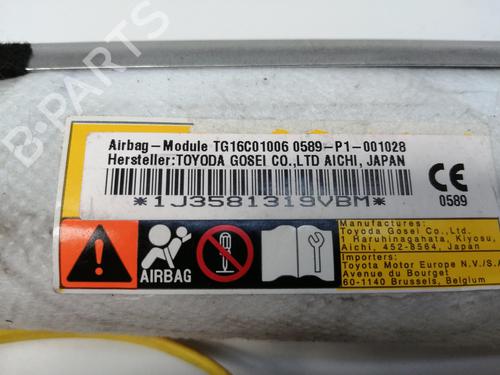 Airbag-Module TG16C01006 0589-P1-001028
Hersteller:TOYODA GOSEI CO.,LTD AICHI, JAPAN
*1J3581319VBM*
CE
0589
AIRBAG
Manufacturers:
Toyoda Gosei Co.,Ltd.
1 Haruhinagahata, Kiyosu,
Aichi, 452-8564, Japan
Importers:
Toyota Motor Europe N.V./S.A
Avenue du Bourget
60-1140 Brussels, Belgium
B-PARTS